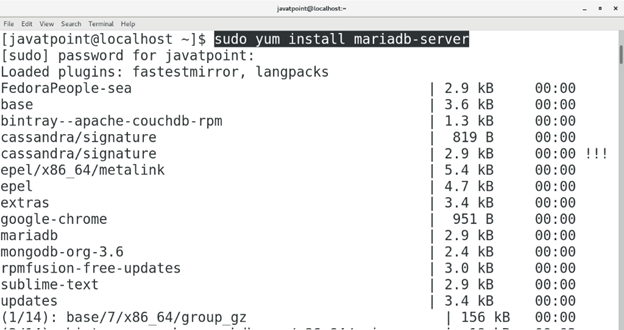 javatpoint@localhost:~
File Edit View Search Terminal Help
[javatpoint@localhost ~]$ sudo yum install mariadb-server
[sudo] password for javatpoint:
Loaded plugins: fastestmirror, langpacks
FedoraPeople-sea | 2.9 kB 00:00
base | 3.6 kB 00:00
bintray--apache-couchdb-rpm | 1.3 kB 00:00
cassandra/signature | 819 B 00:00
cassandra/signature | 2.9 kB 00:00 !!!
epel/x86_64/metalink | 5.4 kB 00:00
epel | 4.7 kB 00:00
extras | 3.4 kB 00:00
google-chrome | 951 B 00:00
mariadb | 2.9 kB 00:00
mongodb-org-3.6 | 2.4 kB 00:00
rpmfusion-free-updates | 3.0 kB 00:00
sublime-text | 2.9 kB 00:00
updates | 3.4 kB 00:00
(1/14): base/7/x86_64/group_gz | 156 kB 00:00